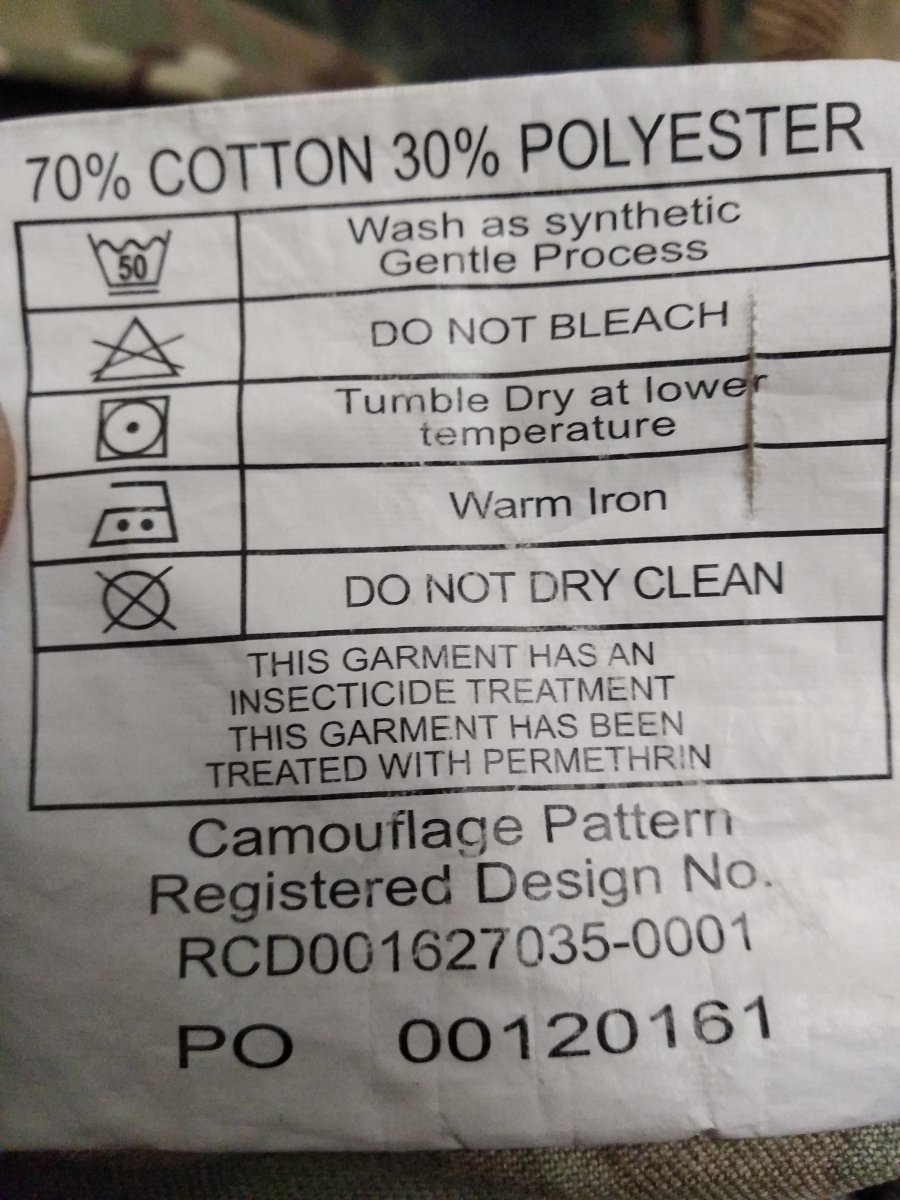 70% COTTON 30% POLYESTER
50
Wash as synthetic
Gentle Process
DO NOT BLEACH
Tumble Dry at lower
temperature
Warm Iron
DO NOT DRY CLEAN
THIS GARMENT HAS AN
INSECTICIDE TREATMENT
THIS GARMENT HAS BEEN
TREATED WITH PERMETHRIN
Camouflage Pattern
Registered Design No.
RCD001627035-0001
PO 00120161